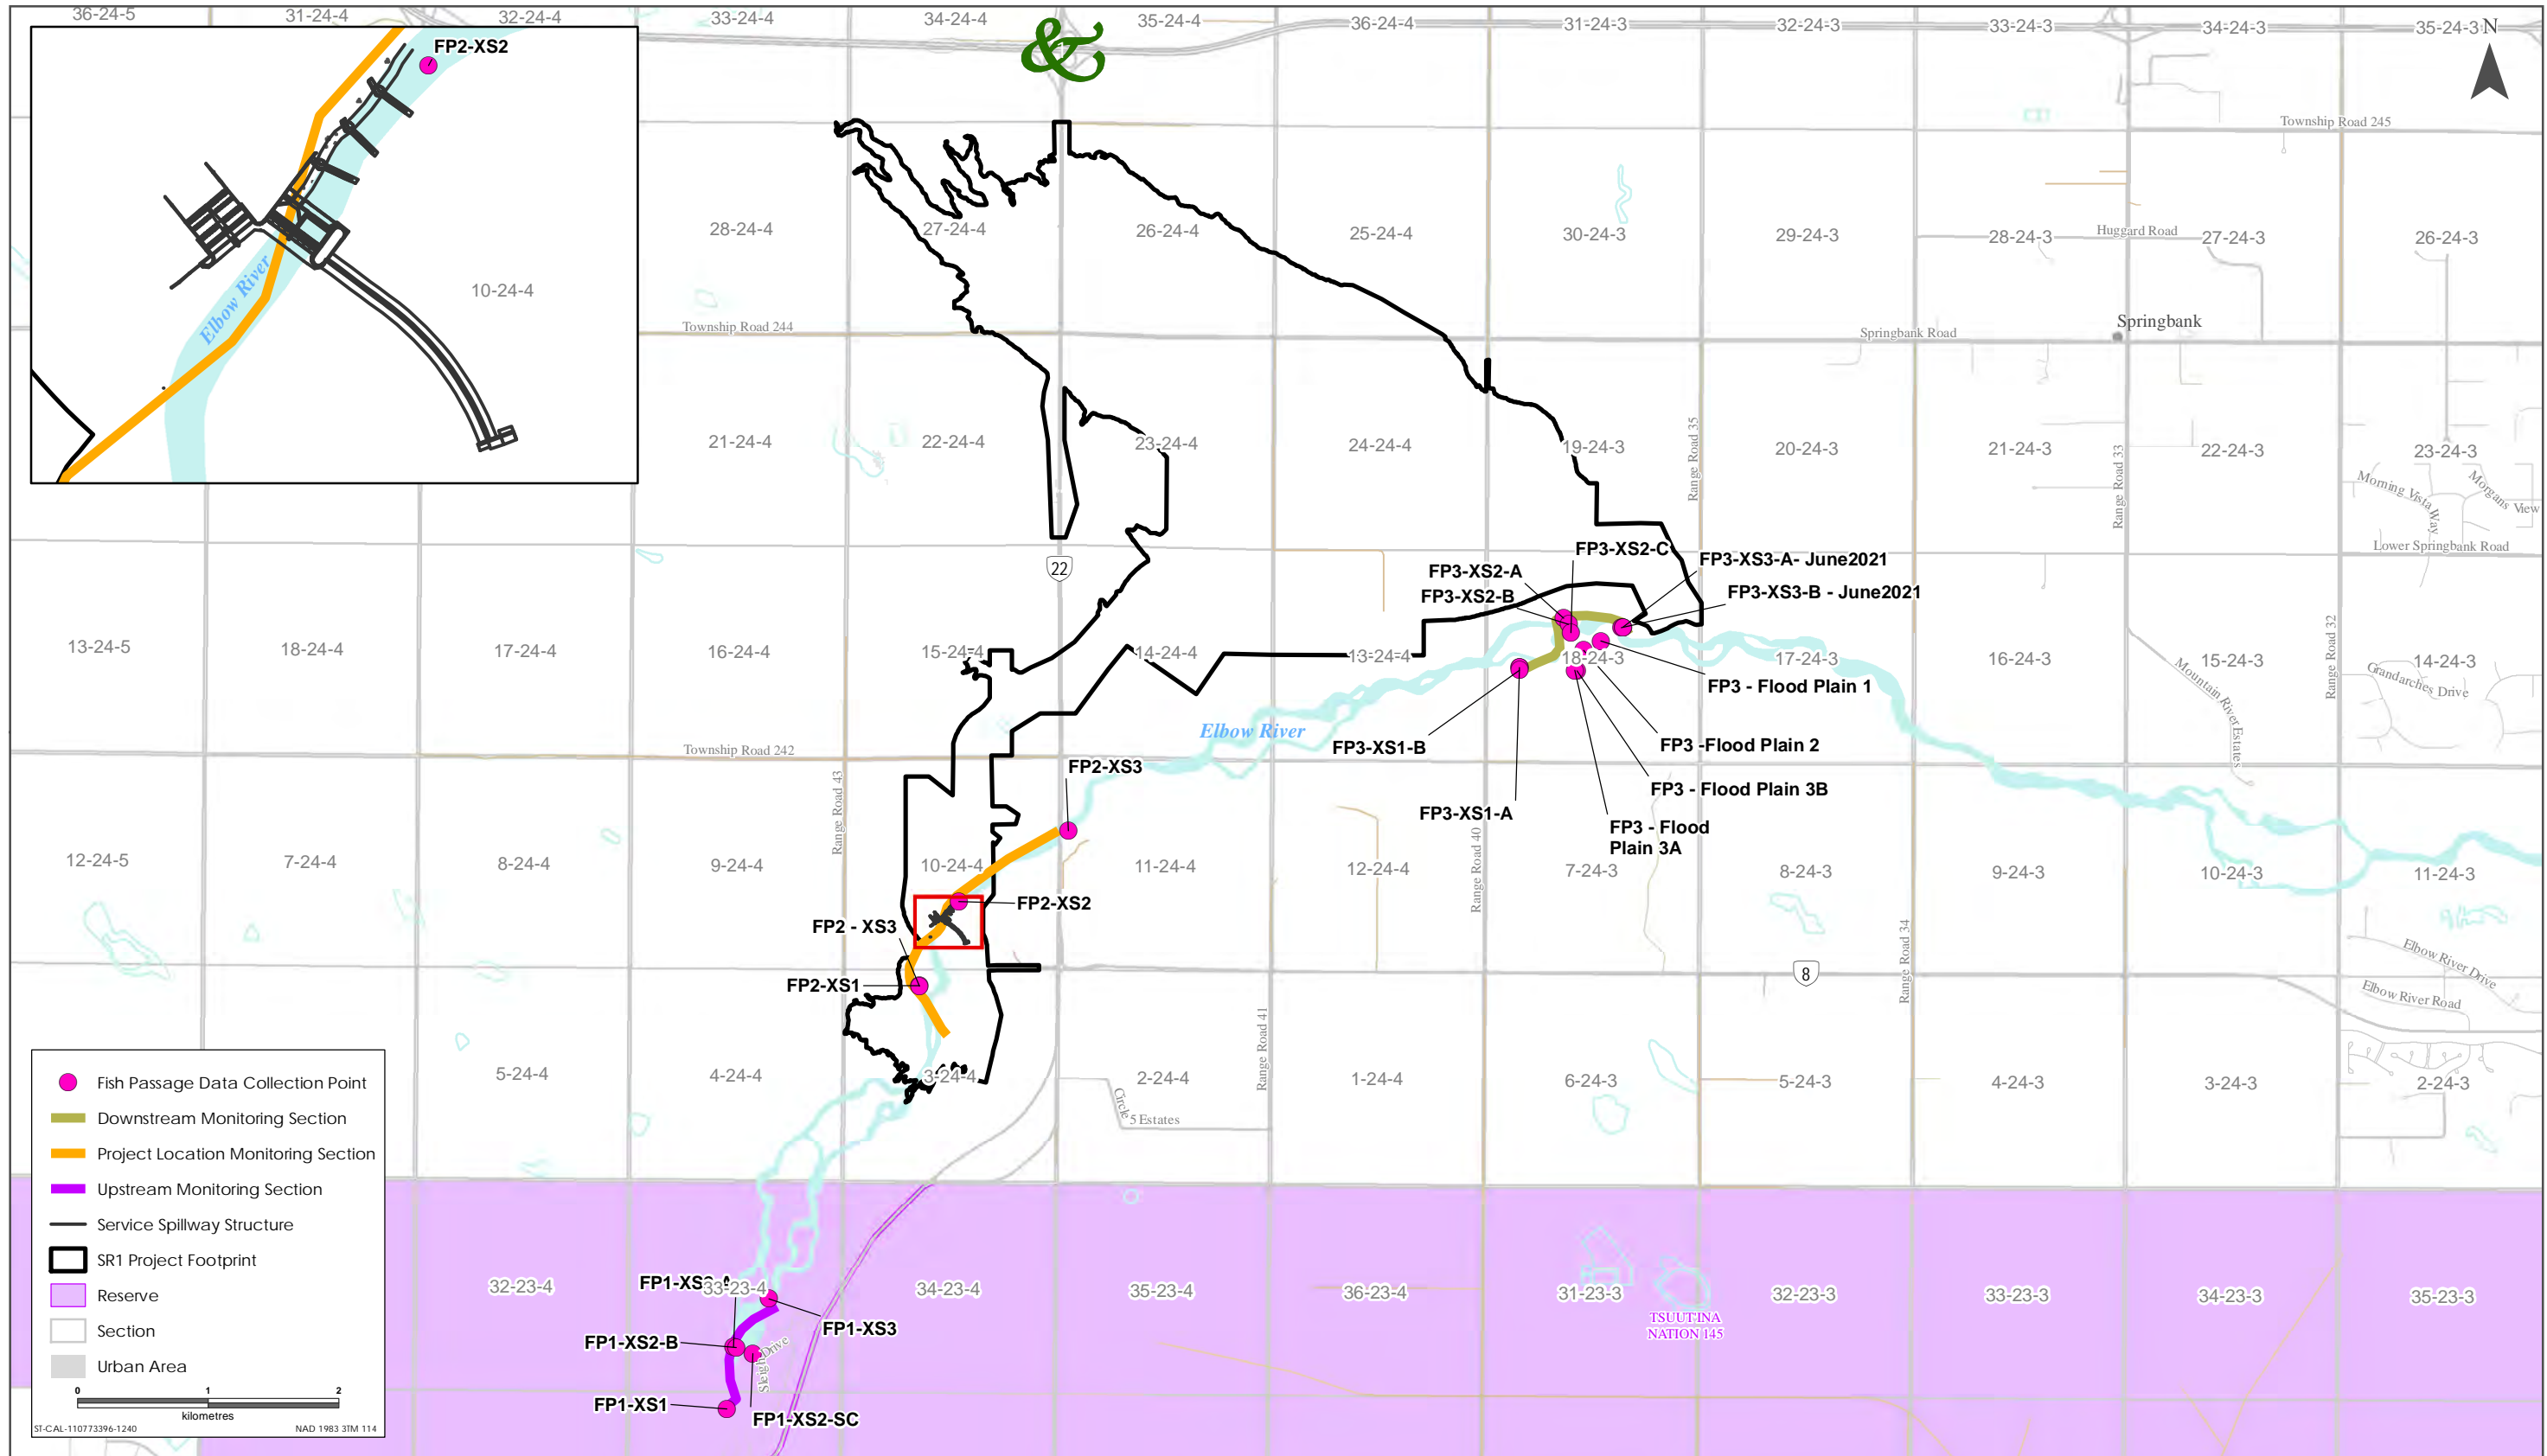 36-24-5
31-24-4
32-24-4
33-24-4
34-24-4
35-24-4
36-24-4
31-24-3
32-24-3
33-24-3
34-24-3
35-24-3
N
&
FP2-XS2
Elbow River
10-24-4
Township Road 245
28-24-4
27-24-4
26-24-4
25-24-4
30-24-3
29-24-3
28-24-3
Huggard Road
27-24-3
26-24-3
Township Road 244
Springbank Road
Springbank
21-24-4
22-24-4
23-24-4
24-24-4
19-24-3
Range Road 35
20-24-3
21-24-3
Range Road 33
22-24-3
23-24-3
Morning Vista Way
Morgans View
Lower Springbank Road
22
FP3-XS2-C
FP3-XS2-A
FP3-XS2-B
FP3-XS3-A- June2021
FP3-XS3-B - June2021
13-24-5
18-24-4
17-24-4
16-24-4
15-24-4
14-24-4
13-24-4
18-24-3
17-24-3
16-24-3
15-24-3
Range Road 32
14-24-3
Grandarches Drive
Mountain River Estates
FP3 - Flood Plain 1
Elbow River
FP3-XS1-B
FP3 -Flood Plain 2
Township Road 242
FP2-XS3
FP3 - Flood Plain 3B
FP3-XS1-A
FP3 - Flood
Plain 3A
Range Road 43
Range Road 40
12-24-5
7-24-4
8-24-4
9-24-4
10-24-4
11-24-4
12-24-4
7-24-3
8-24-3
9-24-3
10-24-3
11-24-3
FP2-XS2
FP2 - XS3
FP2-XS1
Range Road 34
8
Elbow River Drive
Elbow River Road
Range Road 41
5-24-4
4-24-4
3-24-4
2-24-4
1-24-4
6-24-3
5-24-3
4-24-3
3-24-3
2-24-3
Circle 5 Estates
Fish Passage Data Collection Point
Downstream Monitoring Section
Project Location Monitoring Section
Upstream Monitoring Section
Service Spillway Structure
SR1 Project Footprint
Reserve
Section
Urban Area
0 1 2
kilometres
ST-CAL-110773396-1240
NAD 1983 3TM 114
32-23-4
33-23-4
34-23-4
35-23-4
36-23-4
31-23-3
32-23-3
33-23-3
34-23-3
35-23-3
TSUUT'INA
NATION 145
FP1-XS3
FP1-XS2-B
Drive
FP1-XS1
FP1-XS2-SC